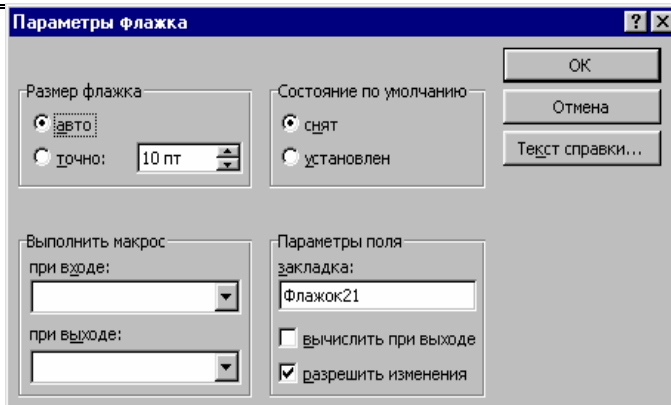 Параметры флажка
Размер флажка
авто
точно: 10 пт
Состояние по умолчанию
снят
установлен
ОК
Отмена
Текст справки...
Выполнить макрос
при входе:
при выходе:
Параметры поля
закладка:
Флажок21
вычислить при выходе
разрешить изменения